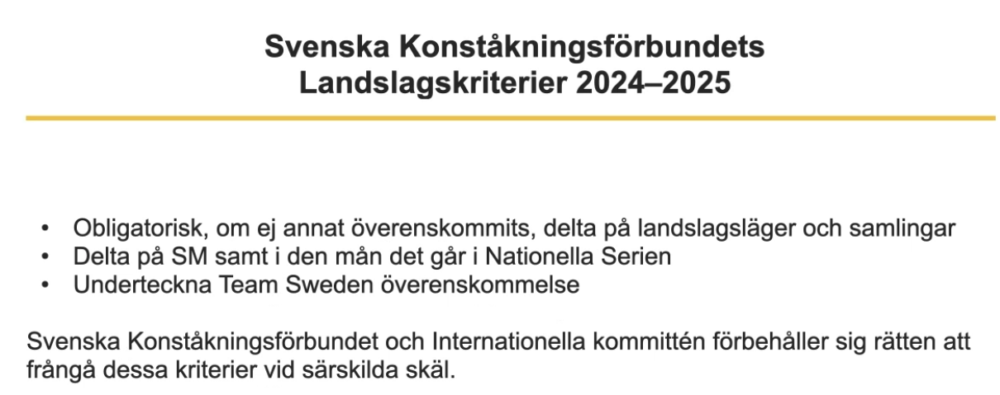 Svenska Konståkningsförbundets
Landslagskriterier 2024–2025
• Obligatorisk, om ej annat överenskommits, delta på landslagsläger och samlingar
• Delta på SM samt i den mån det går i Nationella Serien
• Underteckna Team Sweden överenskommelse
Svenska Konståkningsförbundet och Internationella kommittén förbehåller sig rätten att
frångå dessa kriterier vid särskilda skäl.